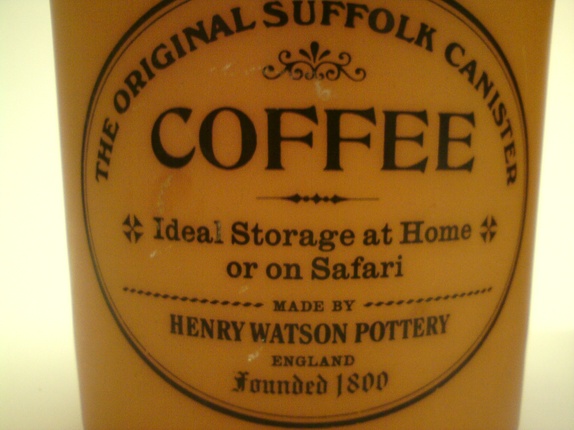 THE ORIGINAL SUFFOLK CANISTER
COFFEE
Ideal Storage at Home
or on Safari
MADE BY
HENRY WATSON POTTERY
ENGLAND
Founded 1800